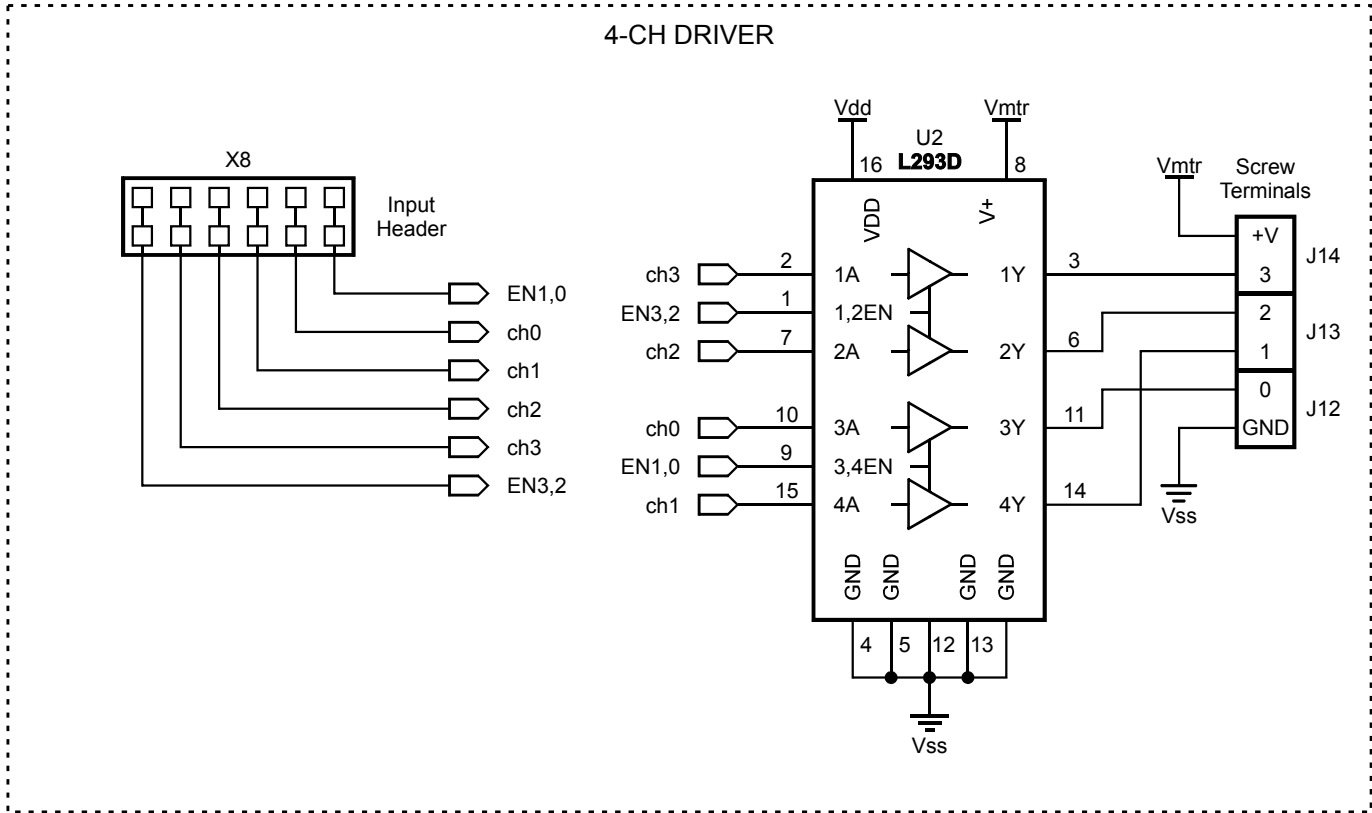 4-CH DRIVER
X8
Input
Header
EN1,0
ch0
ch1
ch2
ch3
EN3,2
Vdd
Vmtr
U2
L293D
16
8
VDD
V+
ch3
2
1A
1Y
3
EN3,2
1
1,2EN
ch2
7
2A
2Y
6
ch0
10
3A
3Y
11
EN1,0
9
3,4EN
ch1
15
4A
4Y
14
GND
GND
GND
GND
4
5
12
13
Vss
Vmtr
Screw
Terminals
+V
3
J14
2
1
J13
0
GND
J12
Vss